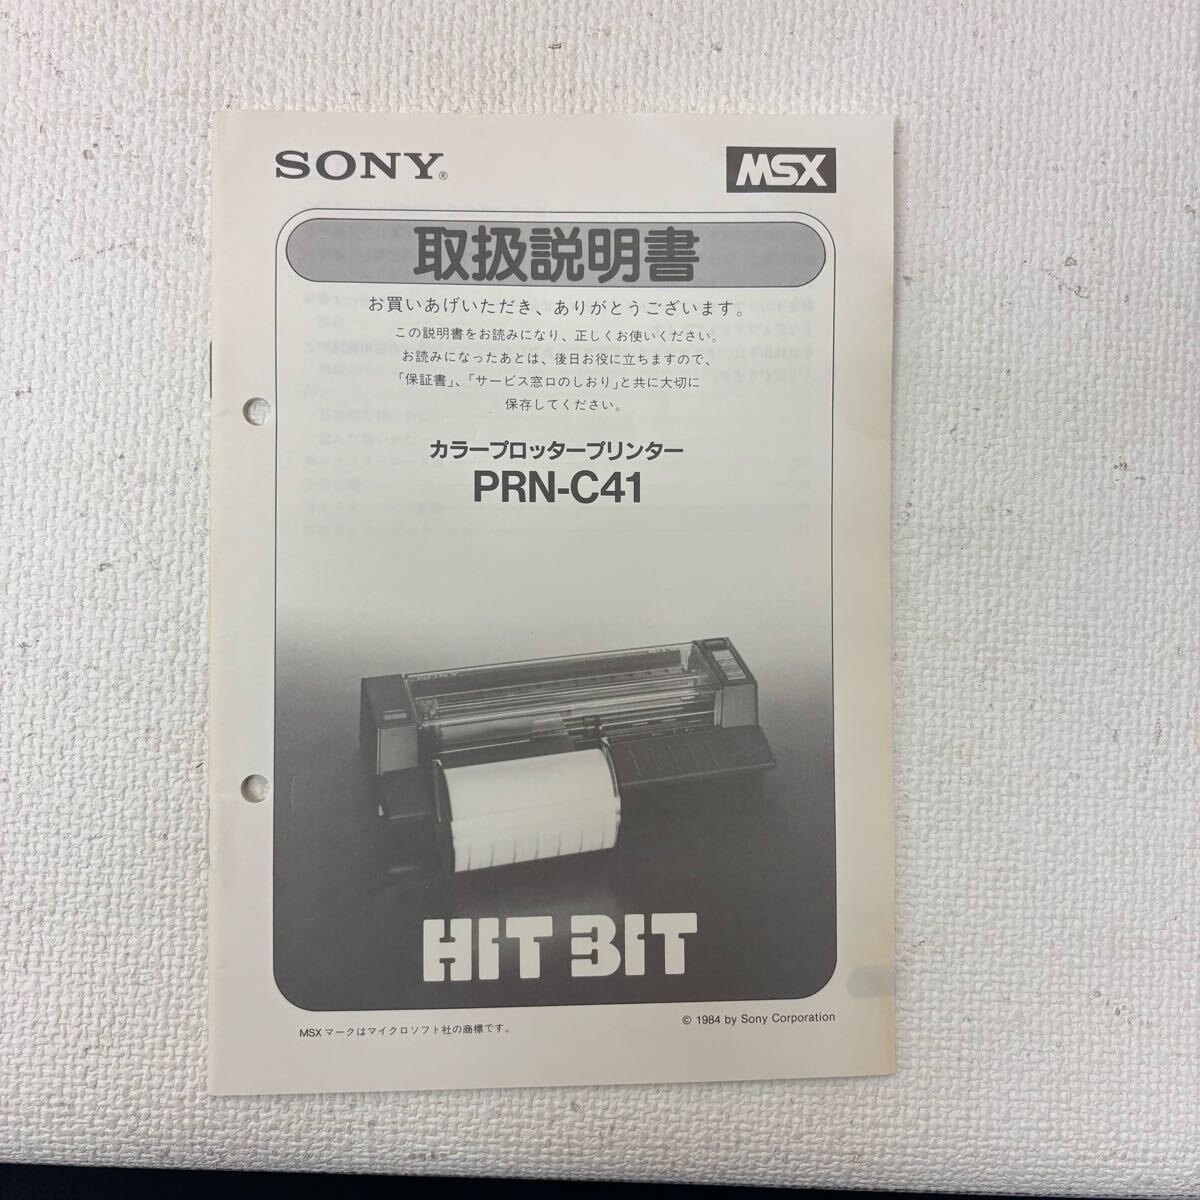 SONY®
MSX
取扱説明書
お買いあげいただき、ありがとうございます。
この説明書をお読みになり、正しくお使いください。
お読みになったあとは、後日お役に立ちますので、
「保証書」、「サービス窓口のしおり」と共に大切に
保存してください。
カラープロッタープリンター
PRN-C41
SONY
HIT BIT
MSX マークはマイクロソフト社の商標です。
© 1984 by Sony Corporation